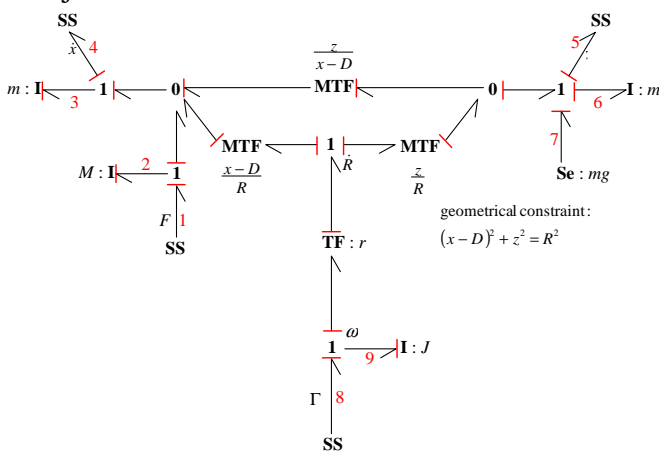 SS
SS
ẋ 4
5
z
x − D
m : I
3
1
0
MTF
0
1
6
I : m
MTF
1
MTF
7
M : I
2
1
x − D
R
Ṙ
z
R
Se : mg
F
1
SS
geometrical constraint :
(x − D)² + z² = R²
TF : r
ω
1
9
I : J
Γ
8
SS